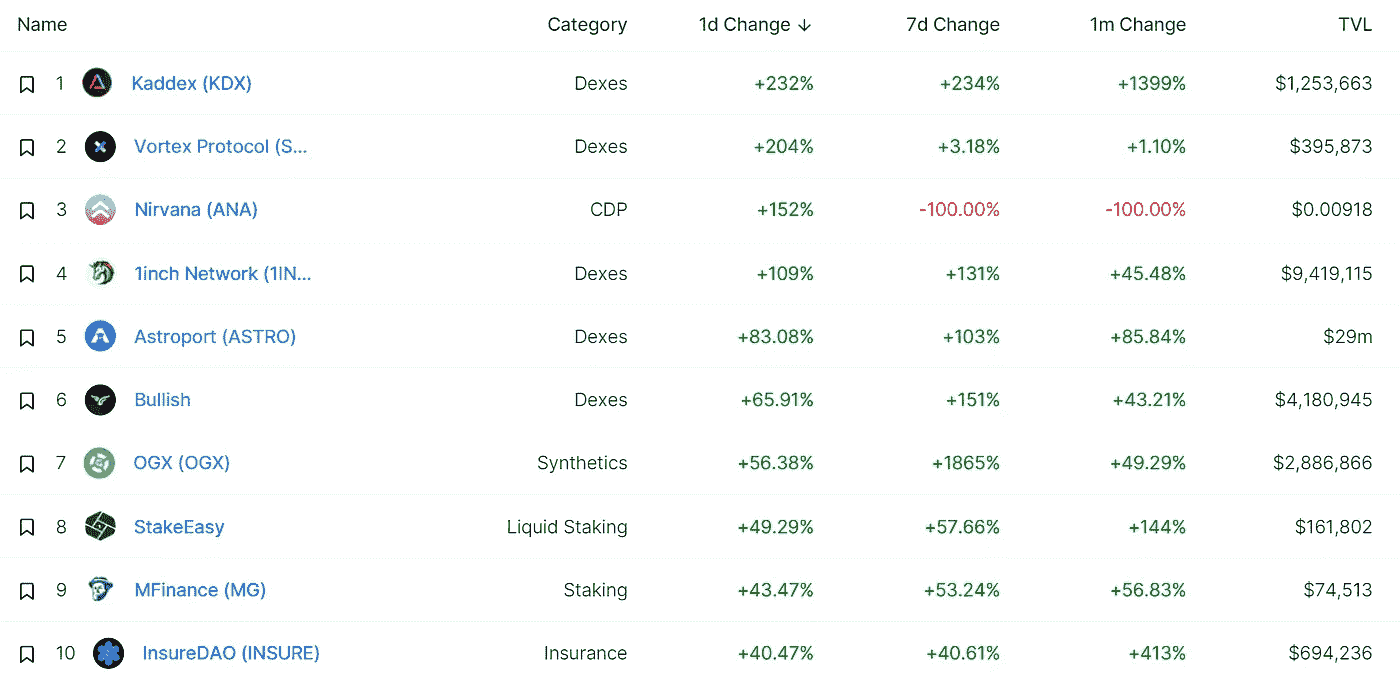 Name Category 1d Change ↓ 7d Change 1m Change TVL
1 Kaddex (KDX) Dexes +232% +234% +1399% $1,253,663
2 Vortex Protocol (S... Dexes +204% +3.18% +1.10% $395,873
3 Nirvana (ANA) CDP +152% -100.00% -100.00% $0.00918
4 1inch Network (1IN... Dexes +109% +131% +45.48% $9,419,115
5 Astroport (ASTRO) Dexes +83.08% +103% +85.84% $29m
6 Bullish Dexes +65.91% +151% +43.21% $4,180,945
7 OGX (OGX) Synthetics +56.38% +1865% +49.29% $2,886,866
8 StakeEasy Liquid Staking +49.29% +57.66% +144% $161,802
9 MFinance (MG) Staking +43.47% +53.24% +56.83% $74,513
10 InsureDAO (INSURE) Insurance +40.47% +40.61% +413% $694,236